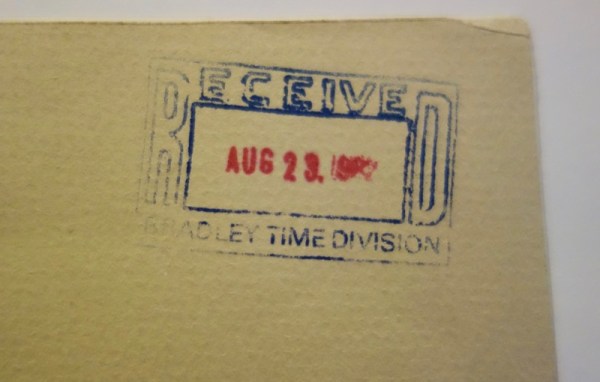 RECEIVED
AUG 23.
BRADLEY TIME DIVISION